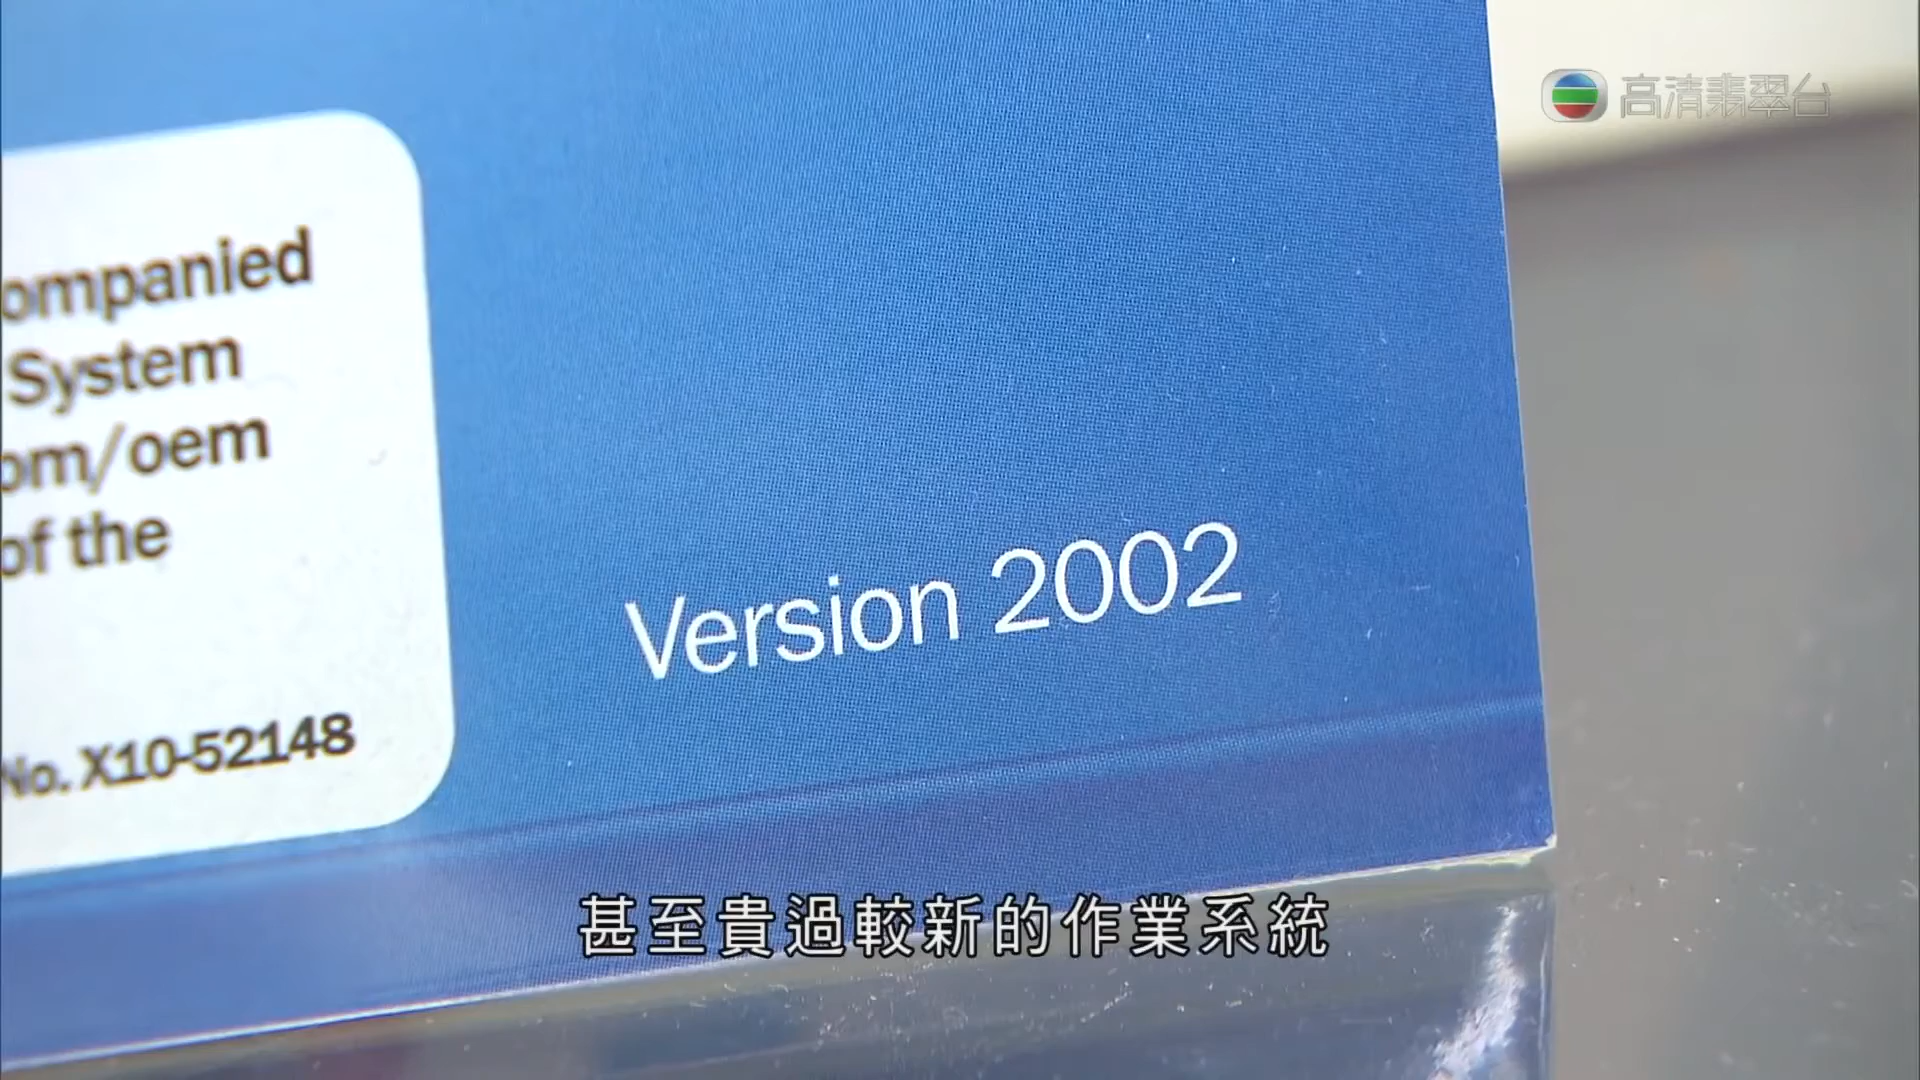 高清翡翠台
ompanied
System
om/oem
of the
No. X10-52148
Version 2002
甚至貴過較新的作業系統